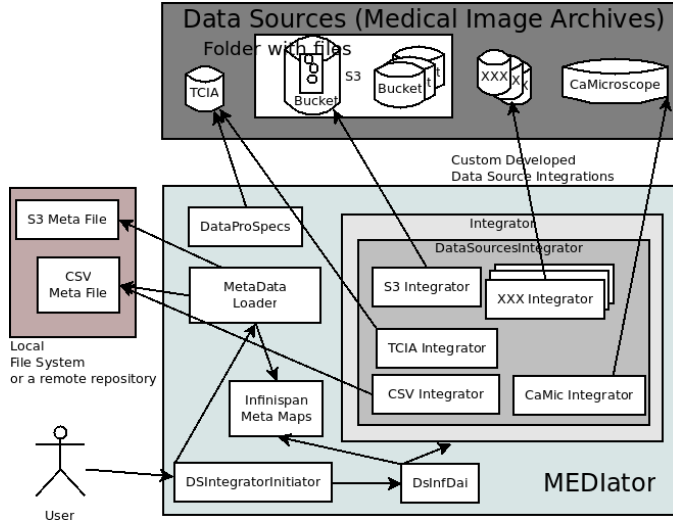 Data Sources (Medical Image Archives)
Folder with files
TCIA
S3
Bucket
Bucket
t
t
XXX
X
X
CaMicroscope
Custom Developed
Data Source Integrations
S3 Meta File
CSV
Meta File
Local
File System
or a remote repository
DataProSpecs
MetaData
Loader
Infinispan
Meta Maps
Integrator
DataSourcesIntegrator
S3 Integrator
XXX Integrator
TCIA Integrator
CSV Integrator
CaMic Integrator
User
DSIntegratorInitiator
DsInfDai
MEDIator